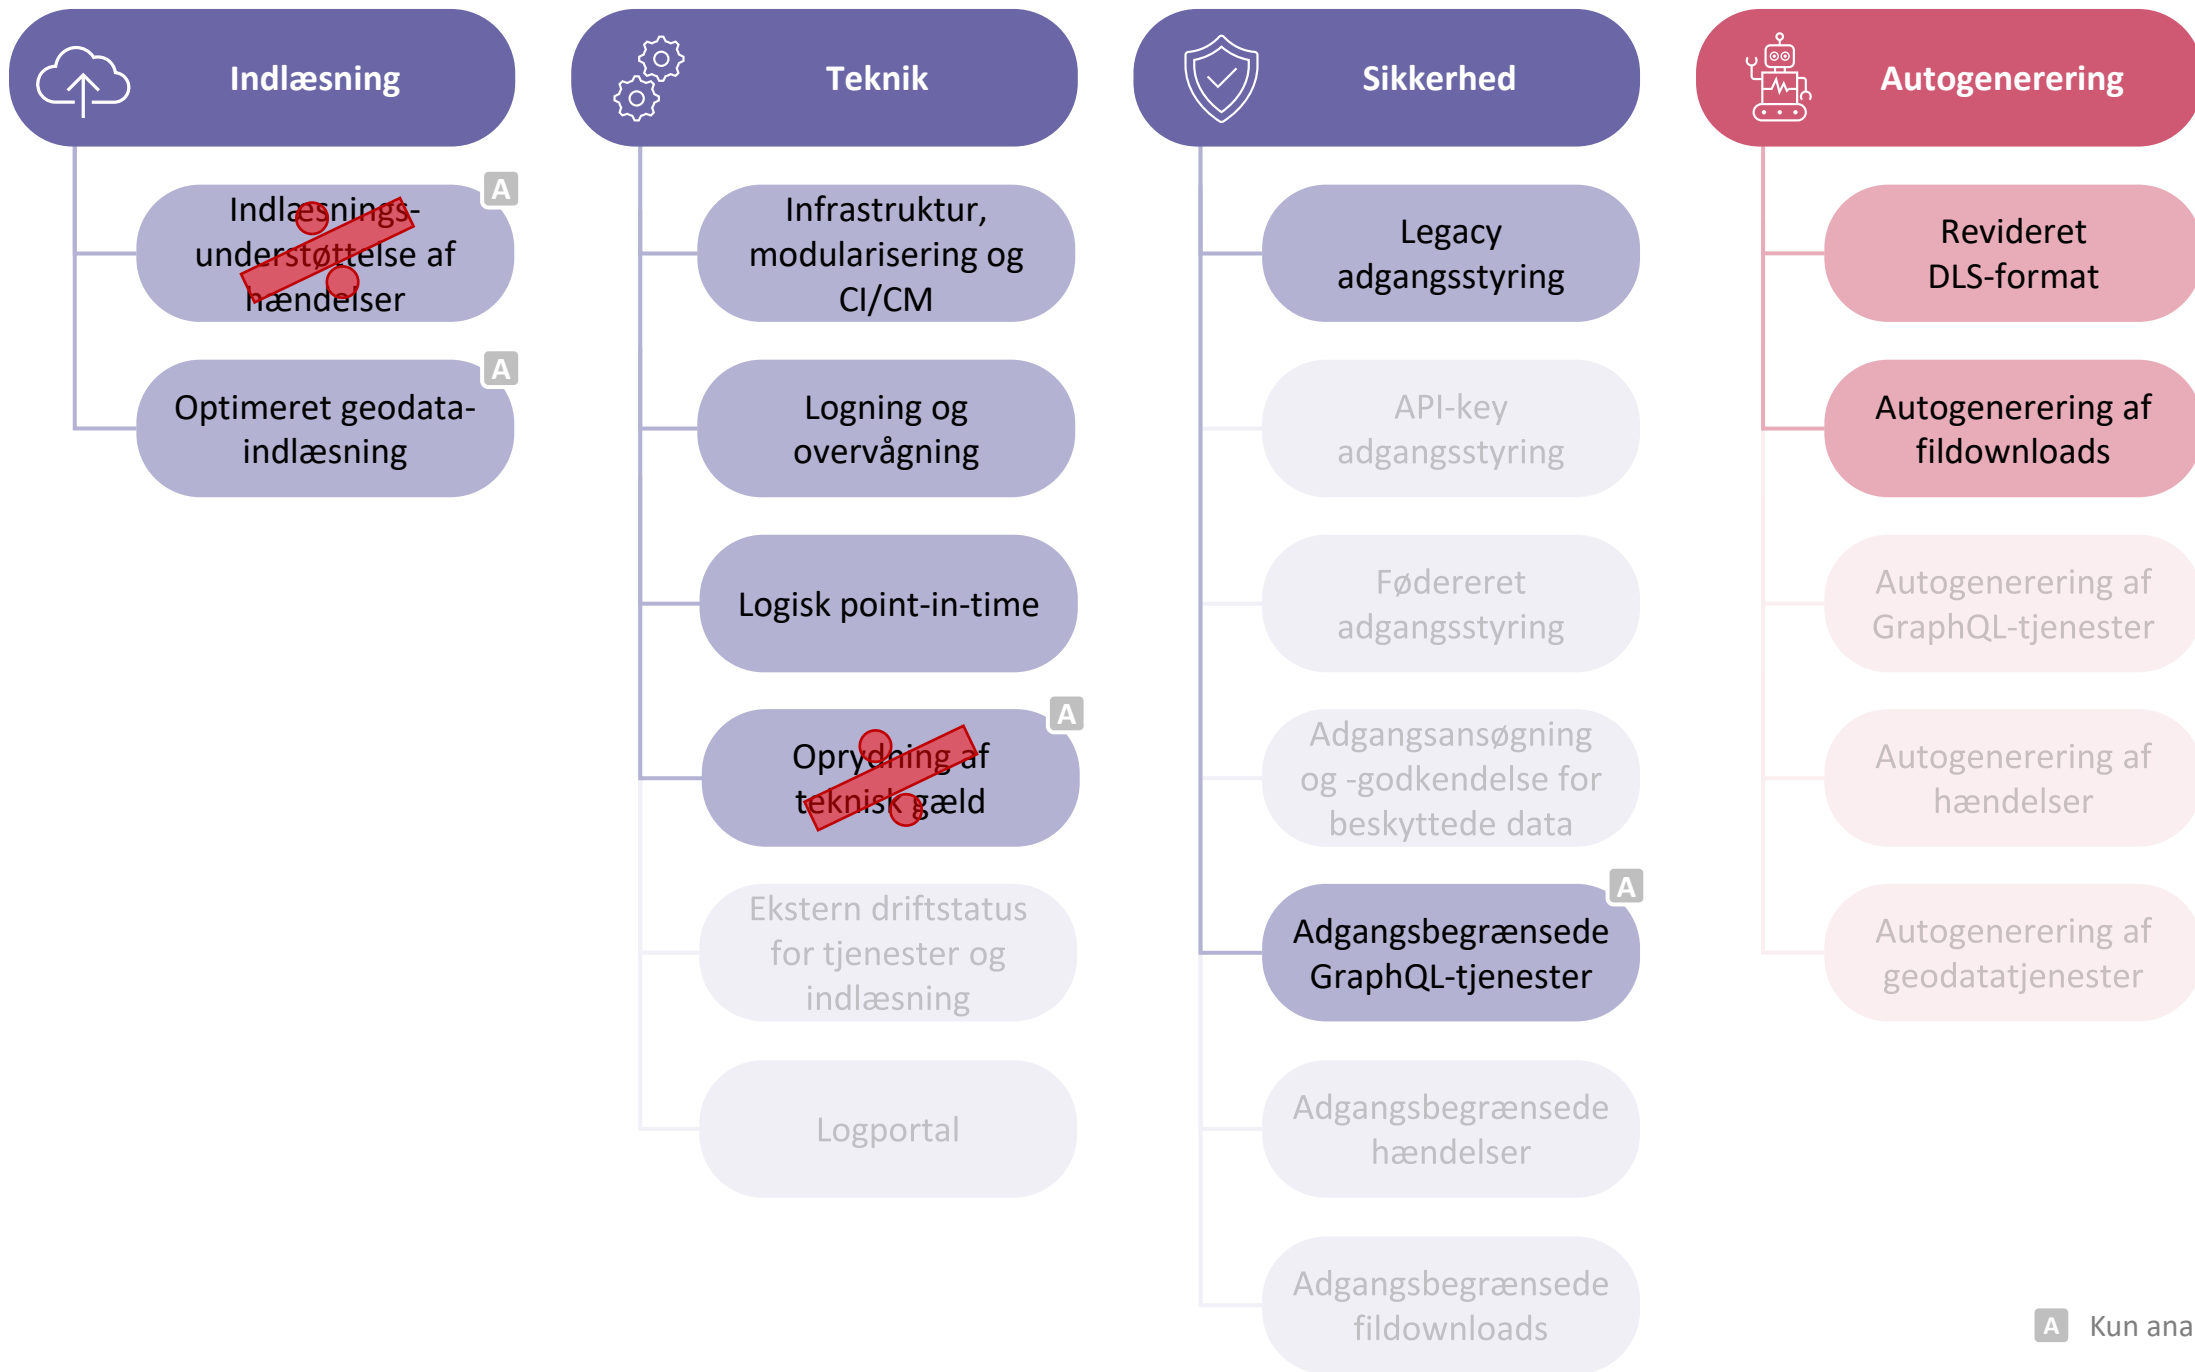 Indlæsning
A
Indlæsnings-
understøttelse af
hændelser
A
Optimeret geodata-
indlæsning
Teknik
Infrastruktur,
modularisering og
CI/CM
Logning og
overvågning
Logisk point-in-time
A
Oprydning af
teknisk gæld
Ekstern driftstatus
for tjenester og
indlæsning
Logportal
Sikkerhed
Legacy
adgangsstyring
API-key
adgangsstyring
Fødereret
adgangsstyring
Adgangsansøgning
og -godkendelse for
beskyttede data
A
Adgangsbegrænsede
GraphQL-tjenester
Adgangsbegrænsede
hændelser
Adgangsbegrænsede
fildownloads
Autogenerering
Revideret
DLS-format
Autogenerering af
fildownloads
Autogenerering af
GraphQL-tjenester
Autogenerering af
hændelser
Autogenerering af
geodatatjenester
A Kun ana